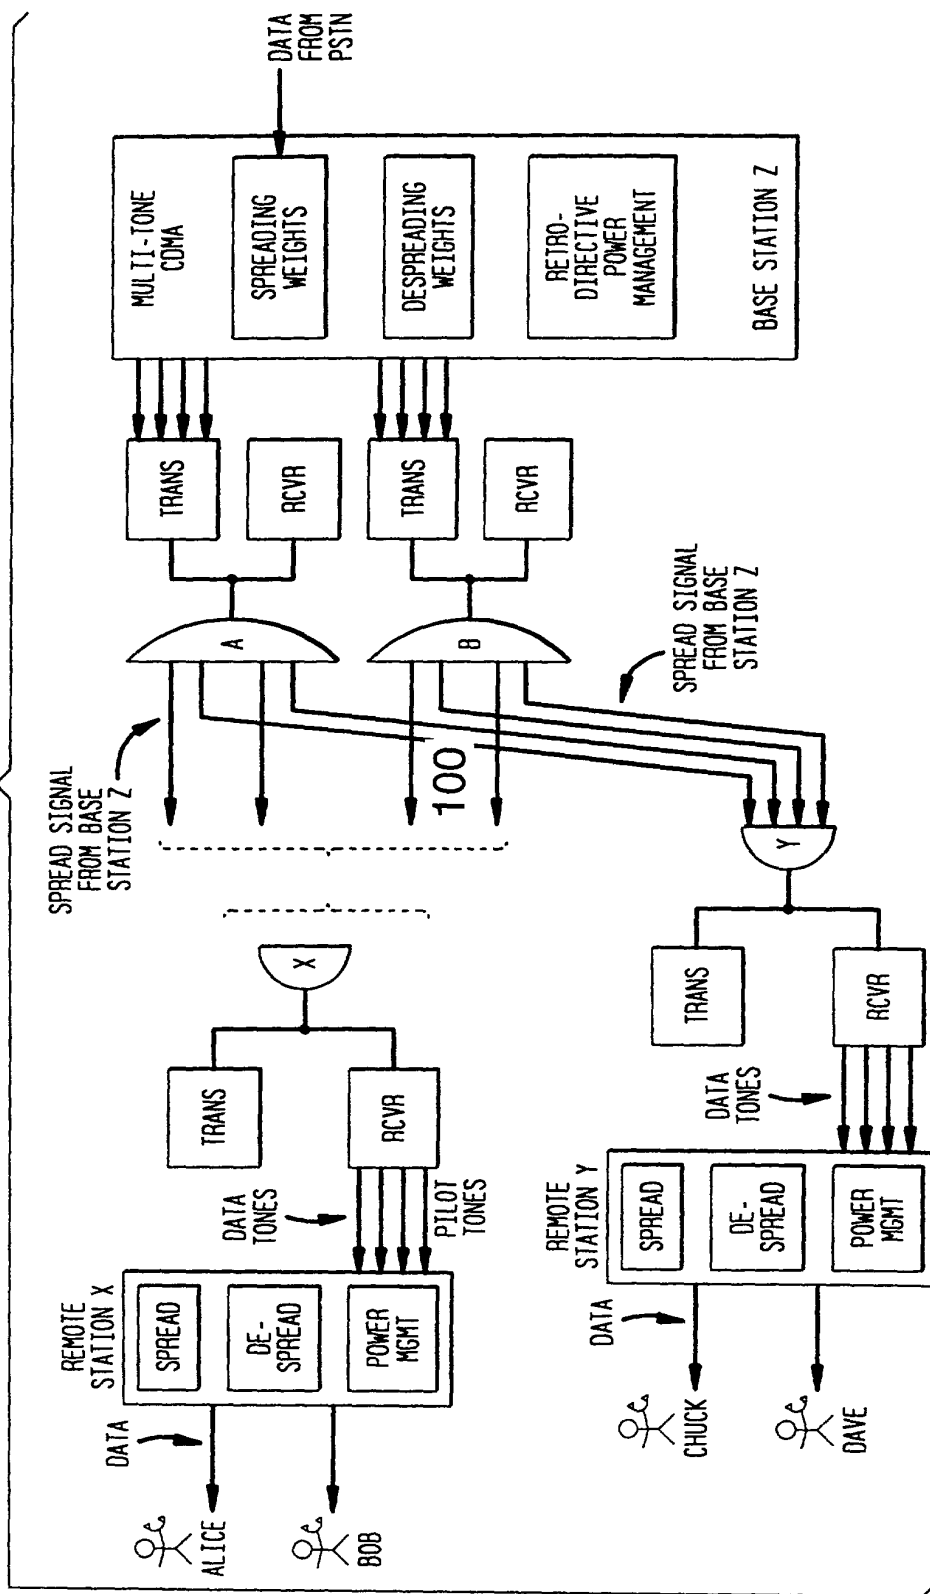 DATA
FROM
PSTN
MULTI-TONE
CDMA
SPREADING
WEIGHTS
DESPREADING
WEIGHTS
RETRO-
DIRECTIVE
POWER
MANAGEMENT
BASE STATION Z
TRANS
RCVR
TRANS
RCVR
A
B
SPREAD SIGNAL
FROM BASE
STATION Z
SPREAD SIGNAL
FROM BASE
STATION Z
100
X
Y
TRANS
RCVR
TRANS
RCVR
DATA
TONES
PILOT
TONES
DATA
TONES
REMOTE
STATION X
SPREAD
DE-
SPREAD
POWER
MGMT
REMOTE
STATION Y
SPREAD
DE-
SPREAD
POWER
MGMT
DATA
DATA
ALICE
BOB
CHUCK
DAVE